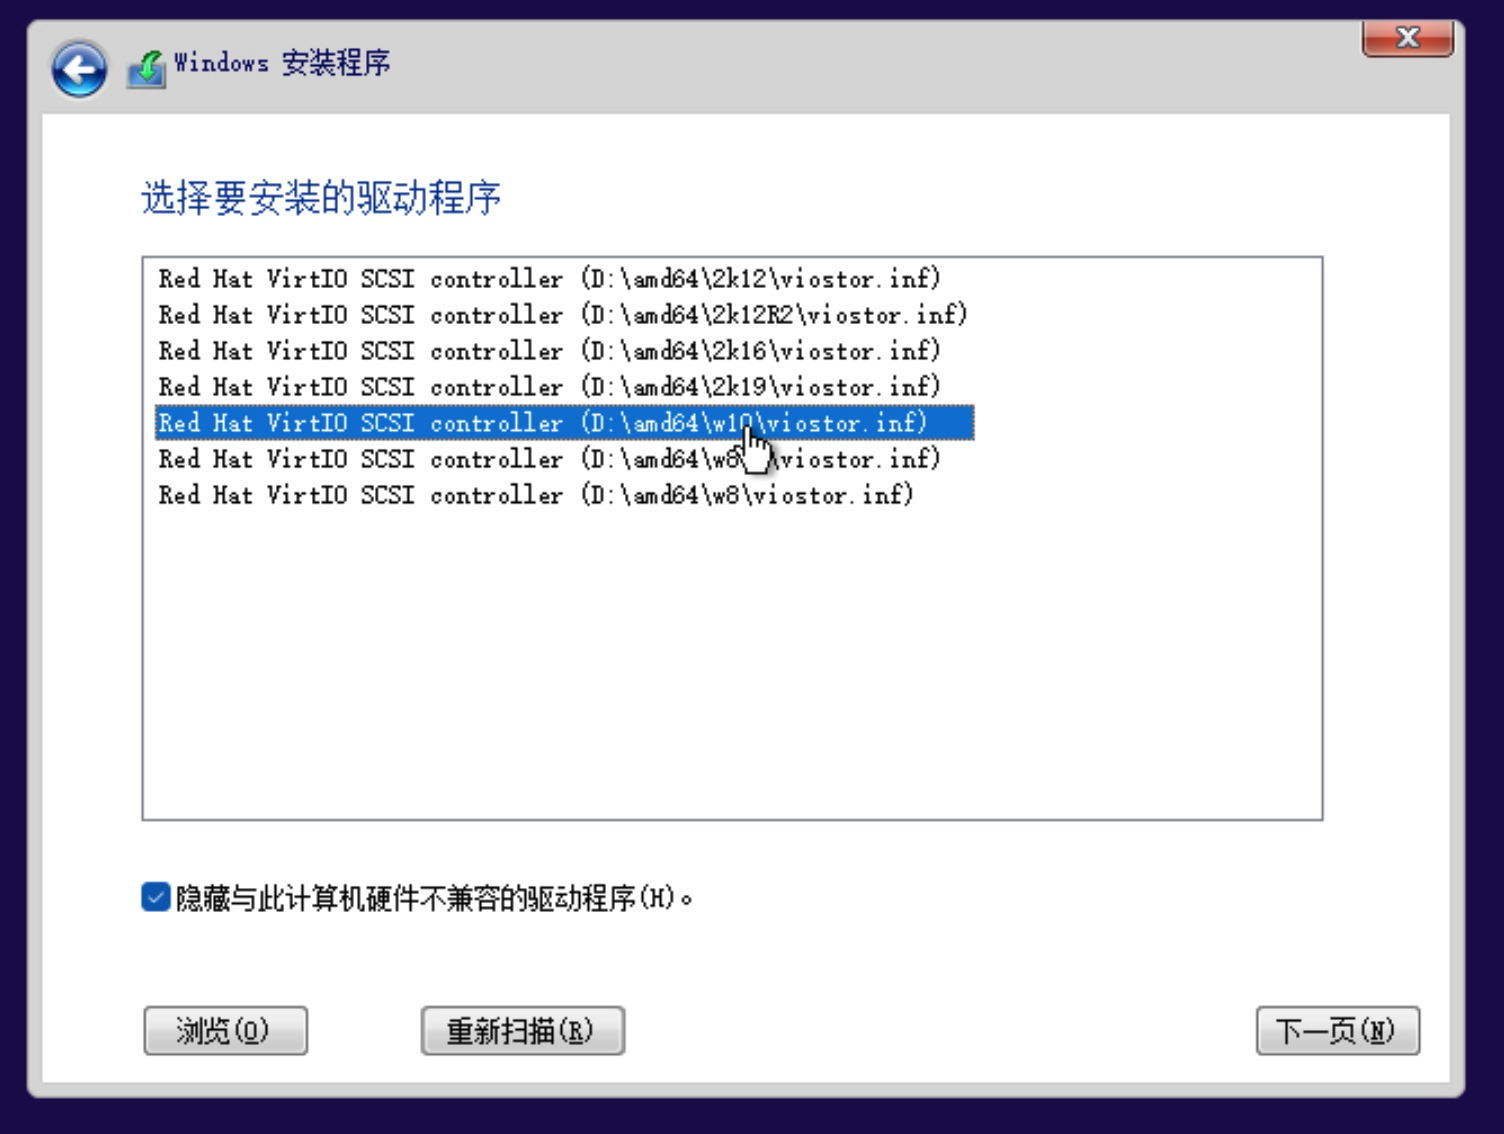 Windows 安装程序
选择要安装的驱动程序
Red Hat VirtIO SCSI controller (D:\amd64\2k12\viostor.inf)
Red Hat VirtIO SCSI controller (D:\amd64\2k12R2\viostor.inf)
Red Hat VirtIO SCSI controller (D:\amd64\2k16\viostor.inf)
Red Hat VirtIO SCSI controller (D:\amd64\2k19\viostor.inf)
Red Hat VirtIO SCSI controller (D:\amd64\w10\viostor.inf)
Red Hat VirtIO SCSI controller (D:\amd64\w8 \viostor.inf)
Red Hat VirtIO SCSI controller (D:\amd64\w8\viostor.inf)
隐藏与此计算机硬件不兼容的驱动程序(H)。
浏览(O) 重新扫描(R) 下一页(N)